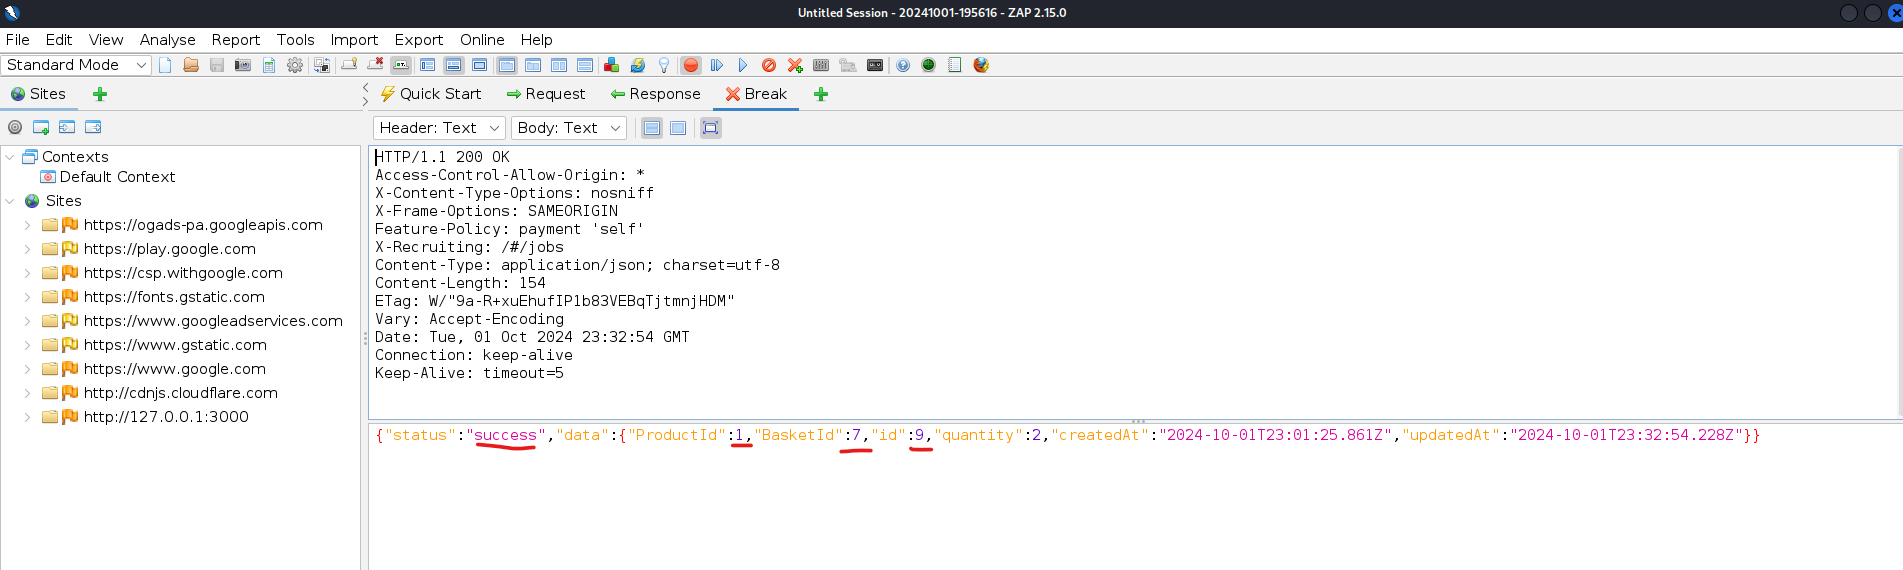 Untitled Session - 20241001-195616 - ZAP 2.15.0
File Edit View Analyse Report Tools Import Export Online Help
Standard Mode
Sites
Quick Start Request Response Break
Header: Text Body: Text
Contexts
Default Context
Sites
https://ogads-pa.googleapis.com
https://play.google.com
https://csp.withgoogle.com
https://fonts.gstatic.com
https://www.googleadservices.com
https://www.gstatic.com
https://www.google.com
http://cdnjs.cloudflare.com
http://127.0.0.1:3000
HTTP/1.1 200 OK
Access-Control-Allow-Origin: *
X-Content-Type-Options: nosniff
X-Frame-Options: SAMEORIGIN
Feature-Policy: payment 'self'
X-Recruiting: /#/jobs
Content-Type: application/json; charset=utf-8
Content-Length: 154
ETag: W/"9a-R+xuEhufIP1b83VEBqTjtmnjHDM"
Vary: Accept-Encoding
Date: Tue, 01 Oct 2024 23:32:54 GMT
Connection: keep-alive
Keep-Alive: timeout=5
{"status":"success","data":{"ProductId":1,"BasketId":7,"id":9,"quantity":2,"createdAt":"2024-10-01T23:01:25.861Z","updatedAt":"2024-10-01T23:32:54.228Z"}}